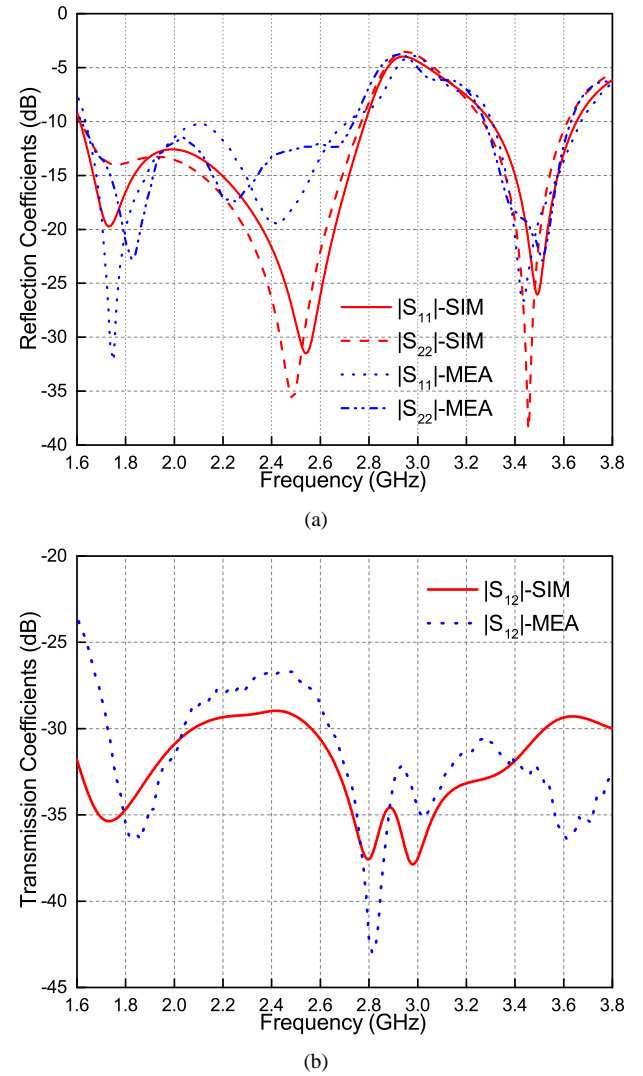 Reflection Coefficients (dB)
0
-5
-10
-15
-20
-25
-30
-35
-40
|S11|-SIM
|S22|-SIM
|S11|-MEA
|S22|-MEA
1.6 1.8 2.0 2.2 2.4 2.6 2.8 3.0 3.2 3.4 3.6 3.8
Frequency (GHz)
(a)
Transmission Coefficients (dB)
-20
-25
-30
-35
-40
-45
|S12|-SIM
|S12|-MEA
1.6 1.8 2.0 2.2 2.4 2.6 2.8 3.0 3.2 3.4 3.6 3.8
Frequency (GHz)
(b)